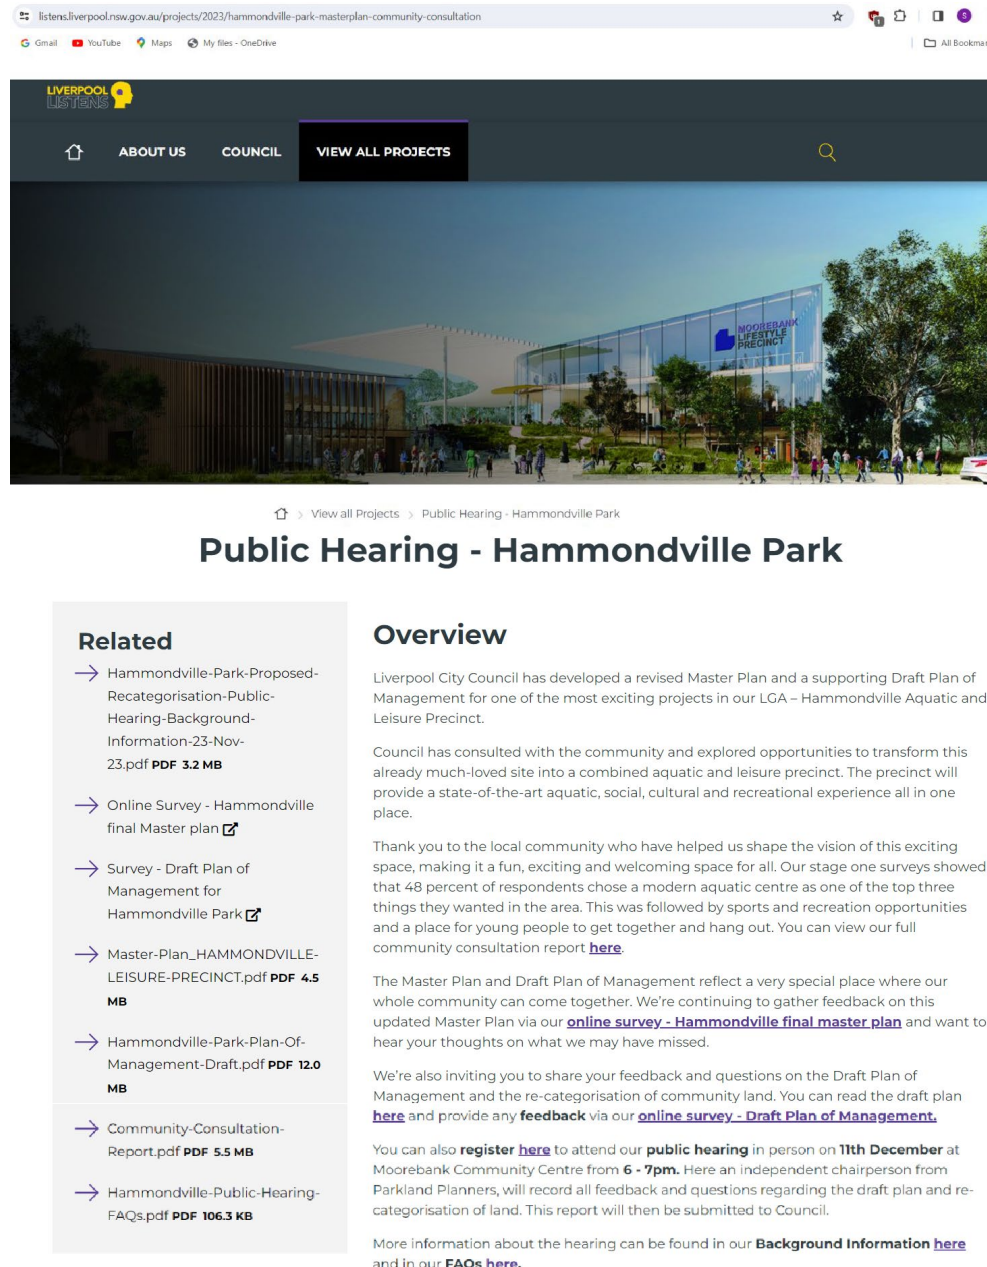 listens.liverpool.nsw.gov.au/projects/2023/hammondville-park-masterplan-community-consultation
S
Gmail
YouTube
Maps
My files - OneDrive
All Bookmar
LIVERPOOL
LISTENS
ABOUT US
COUNCIL
VIEW ALL PROJECTS
MOOREBANK
LIFESTYLE
PRECINCT
View all Projects > Public Hearing - Hammondville Park
Public Hearing - Hammondville Park
Related
Hammondville-Park-Proposed-
Recategorisation-Public-
Hearing-Background-
Information-23-Nov-
23.pdf PDF 3.2 MB
Online Survey - Hammondville
final Master plan
Survey - Draft Plan of
Management for
Hammondville Park
Master-Plan_HAMMONDVILLE-
LEISURE-PRECINCT.pdf PDF 4.5
MB
Hammondville-Park-Plan-Of-
Management-Draft.pdf PDF 12.0
MB
Community-Consultation-
Report.pdf PDF 5.5 MB
Hammondville-Public-Hearing-
FAQs.pdf PDF 106.3 KB
Overview
Liverpool City Council has developed a revised Master Plan and a supporting Draft Plan of
Management for one of the most exciting projects in our LGA – Hammondville Aquatic and
Leisure Precinct.
Council has consulted with the community and explored opportunities to transform this
already much-loved site into a combined aquatic and leisure precinct. The precinct will
provide a state-of-the-art aquatic, social, cultural and recreational experience all in one
place.
Thank you to the local community who have helped us shape the vision of this exciting
space, making it a fun, exciting and welcoming space for all. Our stage one surveys showed
that 48 percent of respondents chose a modern aquatic centre as one of the top three
things they wanted in the area. This was followed by sports and recreation opportunities
and a place for young people to get together and hang out. You can view our full
community consultation report here.
The Master Plan and Draft Plan of Management reflect a very special place where our
whole community can come together. We're continuing to gather feedback on this
updated Master Plan via our online survey - Hammondville final master plan and want to
hear your thoughts on what we may have missed.
We're also inviting you to share your feedback and questions on the Draft Plan of
Management and the re-categorisation of community land. You can read the draft plan
here and provide any feedback via our online survey - Draft Plan of Management.
You can also register here to attend our public hearing in person on 11th December at
Moorebank Community Centre from 6 - 7pm. Here an independent chairperson from
Parkland Planners, will record all feedback and questions regarding the draft plan and re-
categorisation of land. This report will then be submitted to Council.
More information about the hearing can be found in our Background Information here
and in our FAQs here.